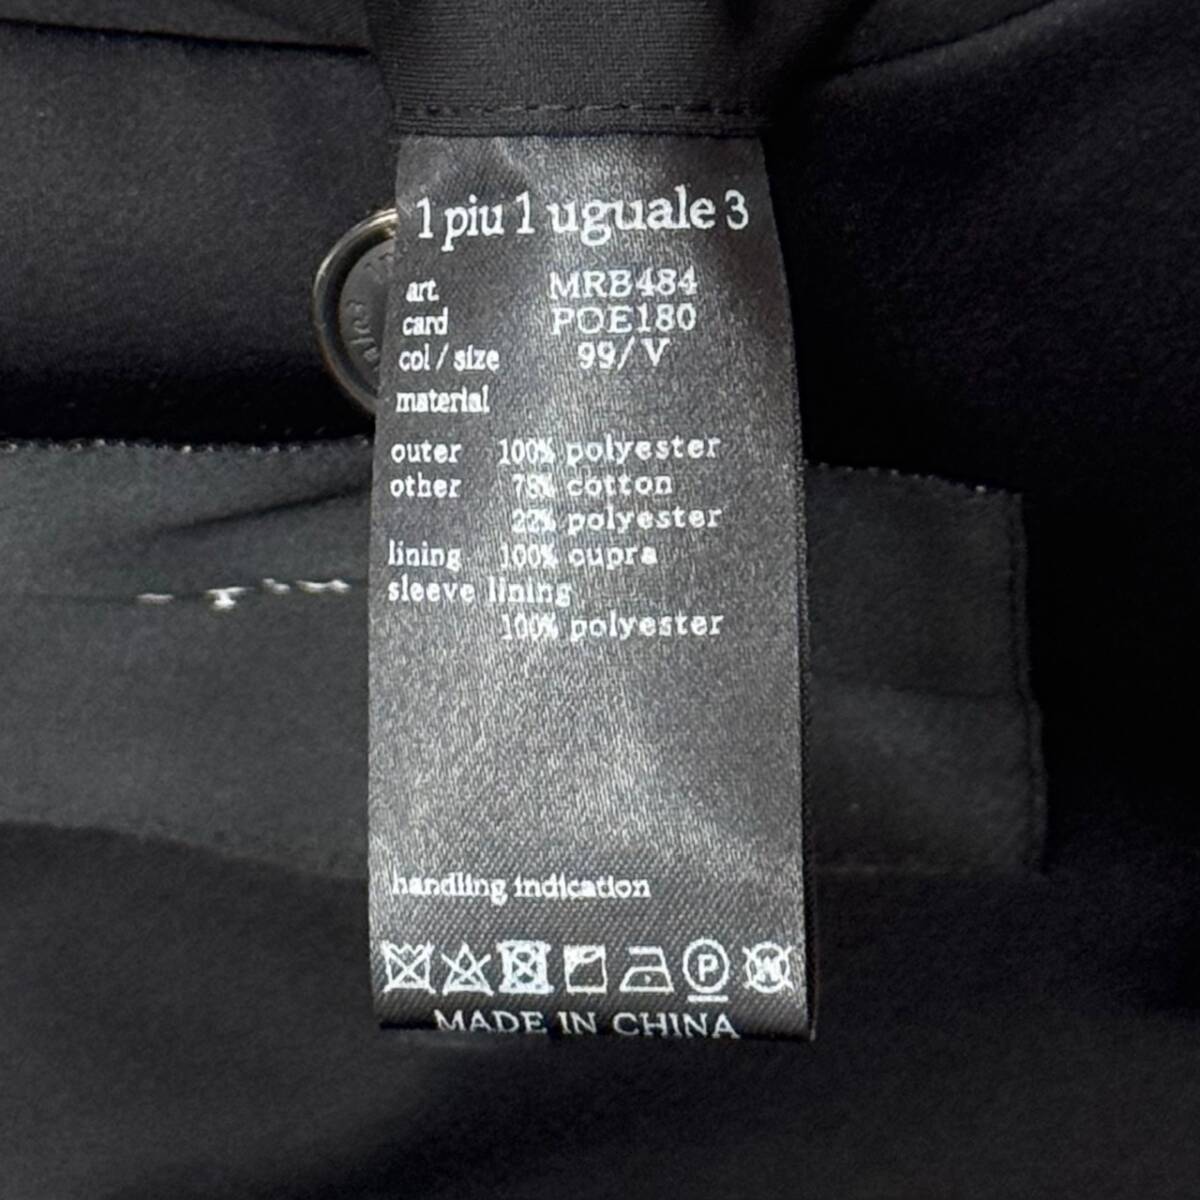 1 piu 1 uguale 3
art. MRB484
card POE180
col / size 99/V
material
outer 100% polyester
other 78% cotton
22% polyester
lining 100% cupra
sleeve lining
100% polyester
handling indication
P W
MADE IN CHINA